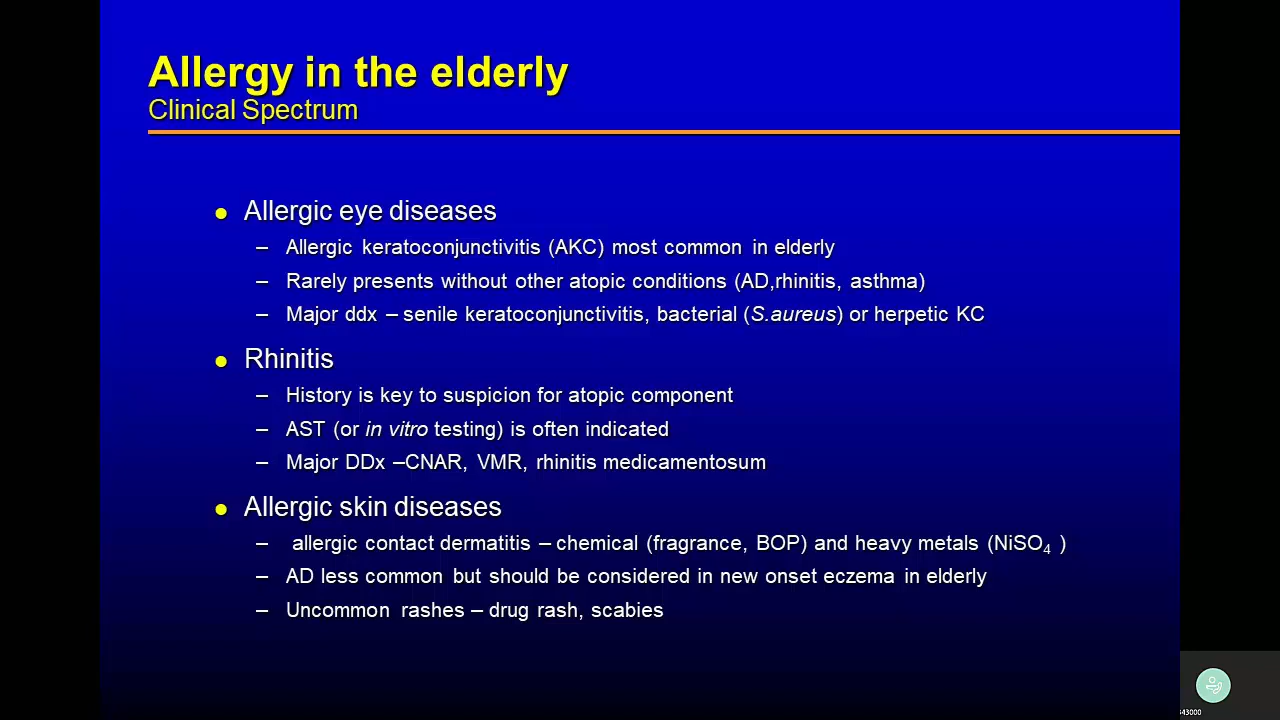 Allergy in the elderly
Clinical Spectrum
● Allergic eye diseases
– Allergic keratoconjunctivitis (AKC) most common in elderly
– Rarely presents without other atopic conditions (AD,rhinitis, asthma)
– Major ddx – senile keratoconjunctivitis, bacterial (S.aureus) or herpetic KC
● Rhinitis
– History is key to suspicion for atopic component
– AST (or in vitro testing) is often indicated
– Major DDx –CNAR, VMR, rhinitis medicamentosum
● Allergic skin diseases
– allergic contact dermatitis – chemical (fragrance, BOP) and heavy metals (NiSO₄ )
– AD less common but should be considered in new onset eczema in elderly
– Uncommon rashes – drug rash, scabies